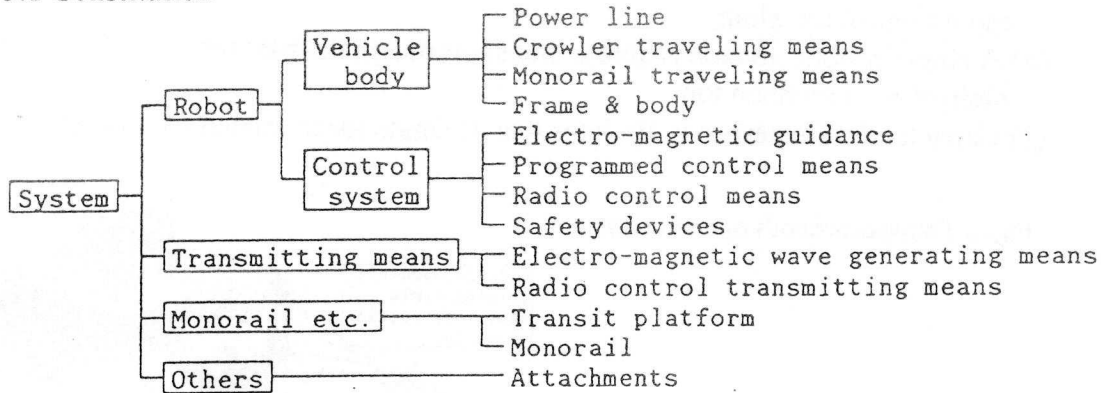 Power line
Vehicle body
Crowler traveling means
Monorail traveling means
Robot
Frame & body
Electro-magnetic guidance
Control system
Programmed control means
System
Radio control means
Safety devices
Transmitting means
Electro-magnetic wave generating means
Radio control transmitting means
Monorail etc.
Transit platform
Monorail
Others
Attachments